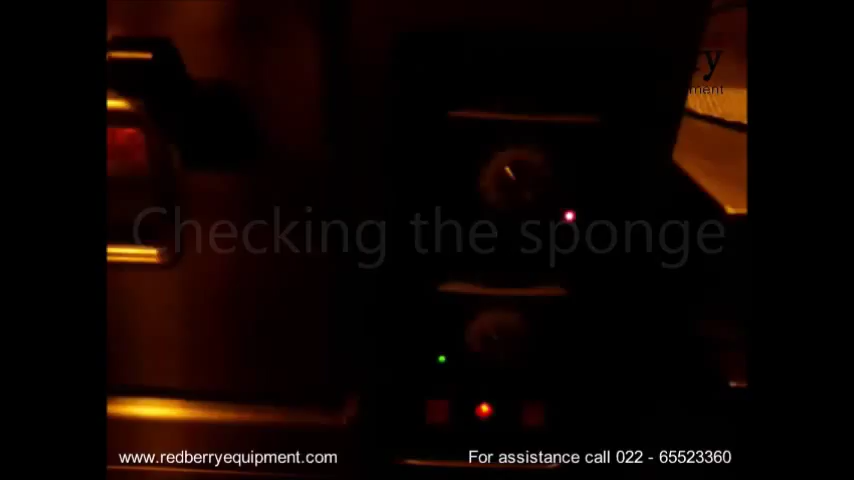 Checking the sponge
www.redberryequipment.com
For assistance call 022 - 65523360